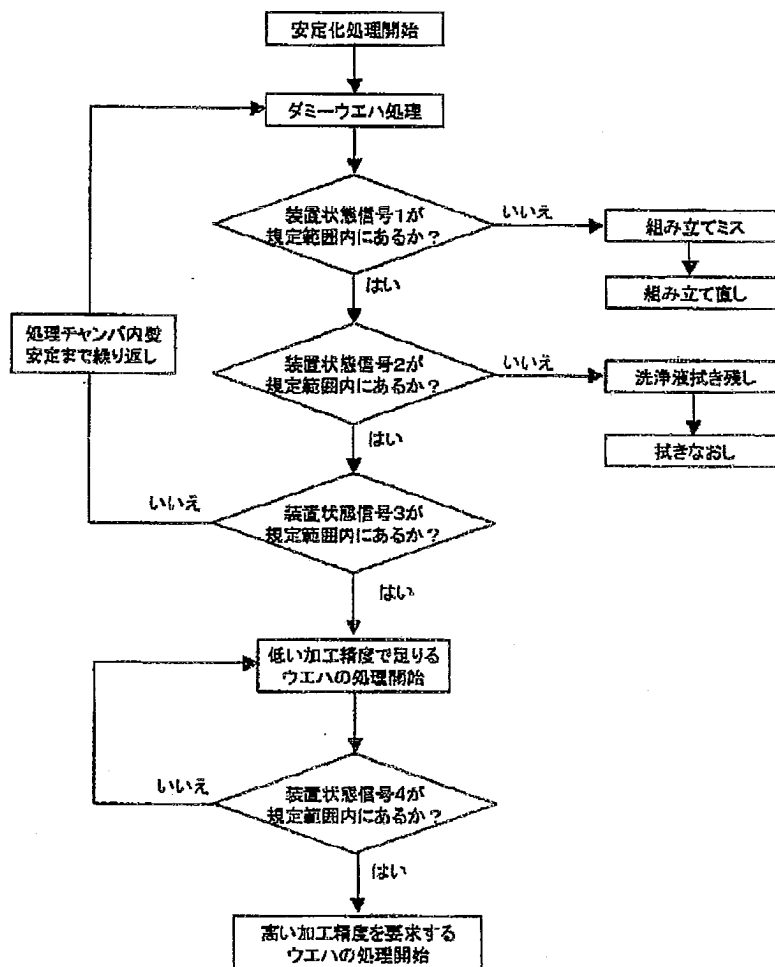 安定化処理開始
ダミーウエハ処理
装置状態信号1が
規定範囲内にあるか?
いいえ
組み立てミス
組み立て直し
はい
処理チャンバ内壁
安定まで繰り返し
装置状態信号2が
規定範囲内にあるか?
いいえ
洗浄液拭き残し
拭きなおし
はい
いいえ
装置状態信号3が
規定範囲内にあるか?
はい
低い加工精度で足りる
ウエハの処理開始
いいえ
装置状態信号4が
規定範囲内にあるか?
はい
高い加工精度を要求する
ウエハの処理開始